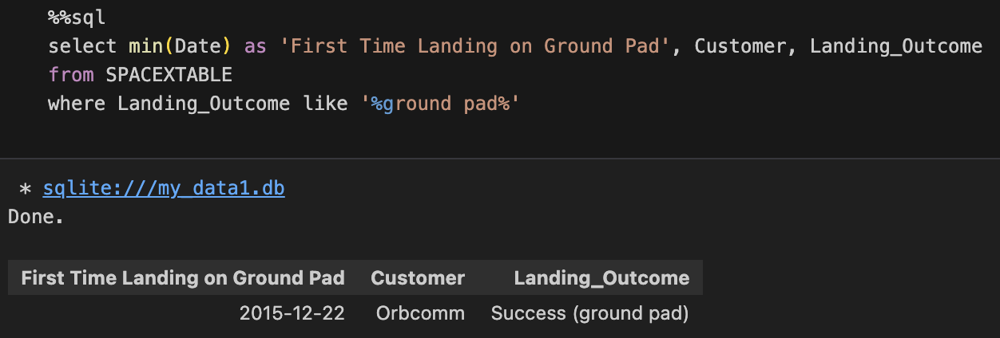 %%sql
select min(Date) as 'First Time Landing on Ground Pad', Customer, Landing_Outcome
from SPACEXTABLE
where Landing_Outcome like '%ground pad%'
* sqlite:///my_data1.db
Done.
First Time Landing on Ground Pad Customer Landing_Outcome
2015-12-22 Orbcomm Success (ground pad)